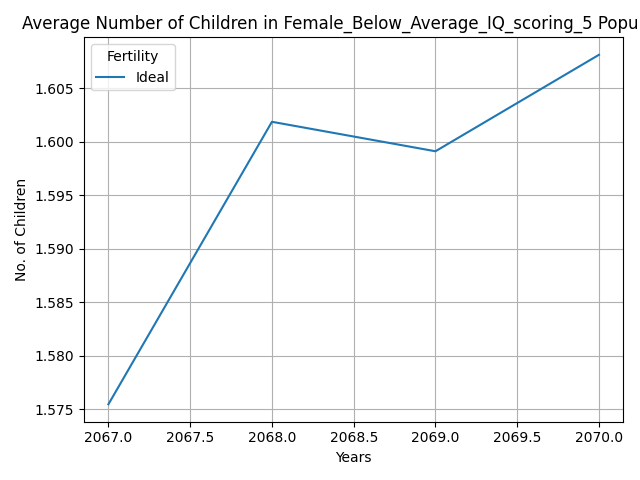 Average Number of Children in Female_Below_Average_IQ_scoring_5 Popu
Fertility
Ideal
1.605
1.600
1.595
1.590
1.585
1.580
1.575
No. of Children
2067.0 2067.5 2068.0 2068.5 2069.0 2069.5 2070.0
Years